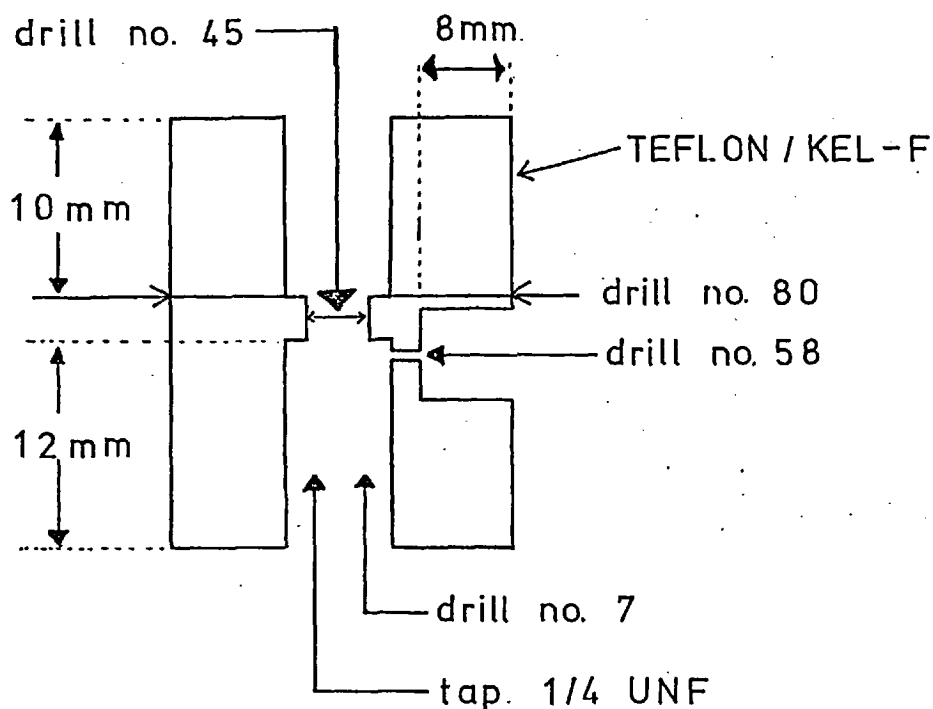 drill no. 45
8mm.
TEFLON / KEL-F
10 mm
drill no. 80
drill no. 58
12 mm
drill no. 7
tap. 1/4 UNF